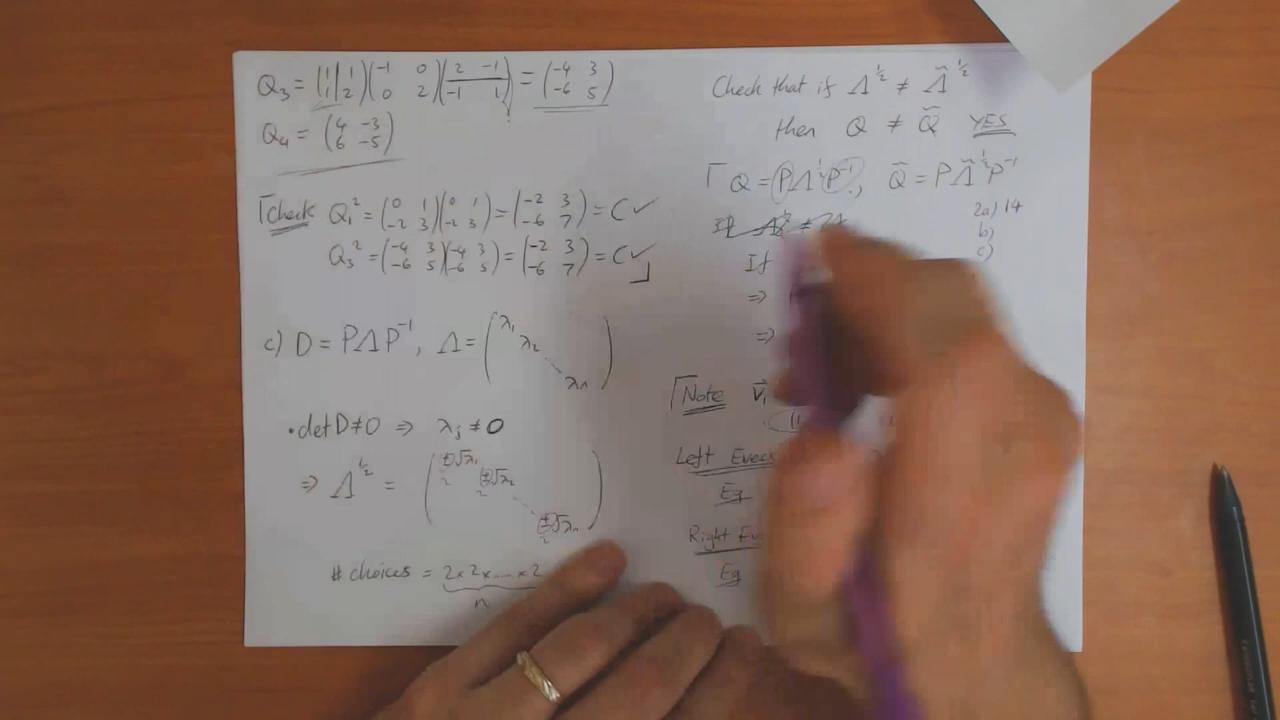 Q₃ = (1 1 / 1 2)(-1 0 / 0 2)(2 -1 / -1 1) = (-4 3 / -6 5)
Q₄ = (4 -3 / 6 -5)
Check Q₁² = (0 1 / -2 3)(0 1 / -2 3) = (-2 3 / -6 7) = C ✓
Q₃² = (-4 3 / -6 5)(-4 3 / -6 5) = (-2 3 / -6 7) = C ✓
c) D = PΛP⁻¹, Λ = (λ₁ λ₂ ⋱ λₙ)
• det D ≠ 0 ⇒ λⱼ ≠ 0
⇒ Λ^½ = (±√λ₁ ±√λ₂ ⋱ ±√λₙ)
2 2 2
# choices = 2 × 2 × ... × 2
n
Check that if Λ^½ ≠ Λ̃^½
then Q ≠ Q̃ YES
Q = PΛ^½P⁻¹, Q̃ = PΛ̃^½P⁻¹
2a) 14
b)
c)
If
⇒
⇒
Note v⃗₁
Left Evecs
Eg
Right
Eg